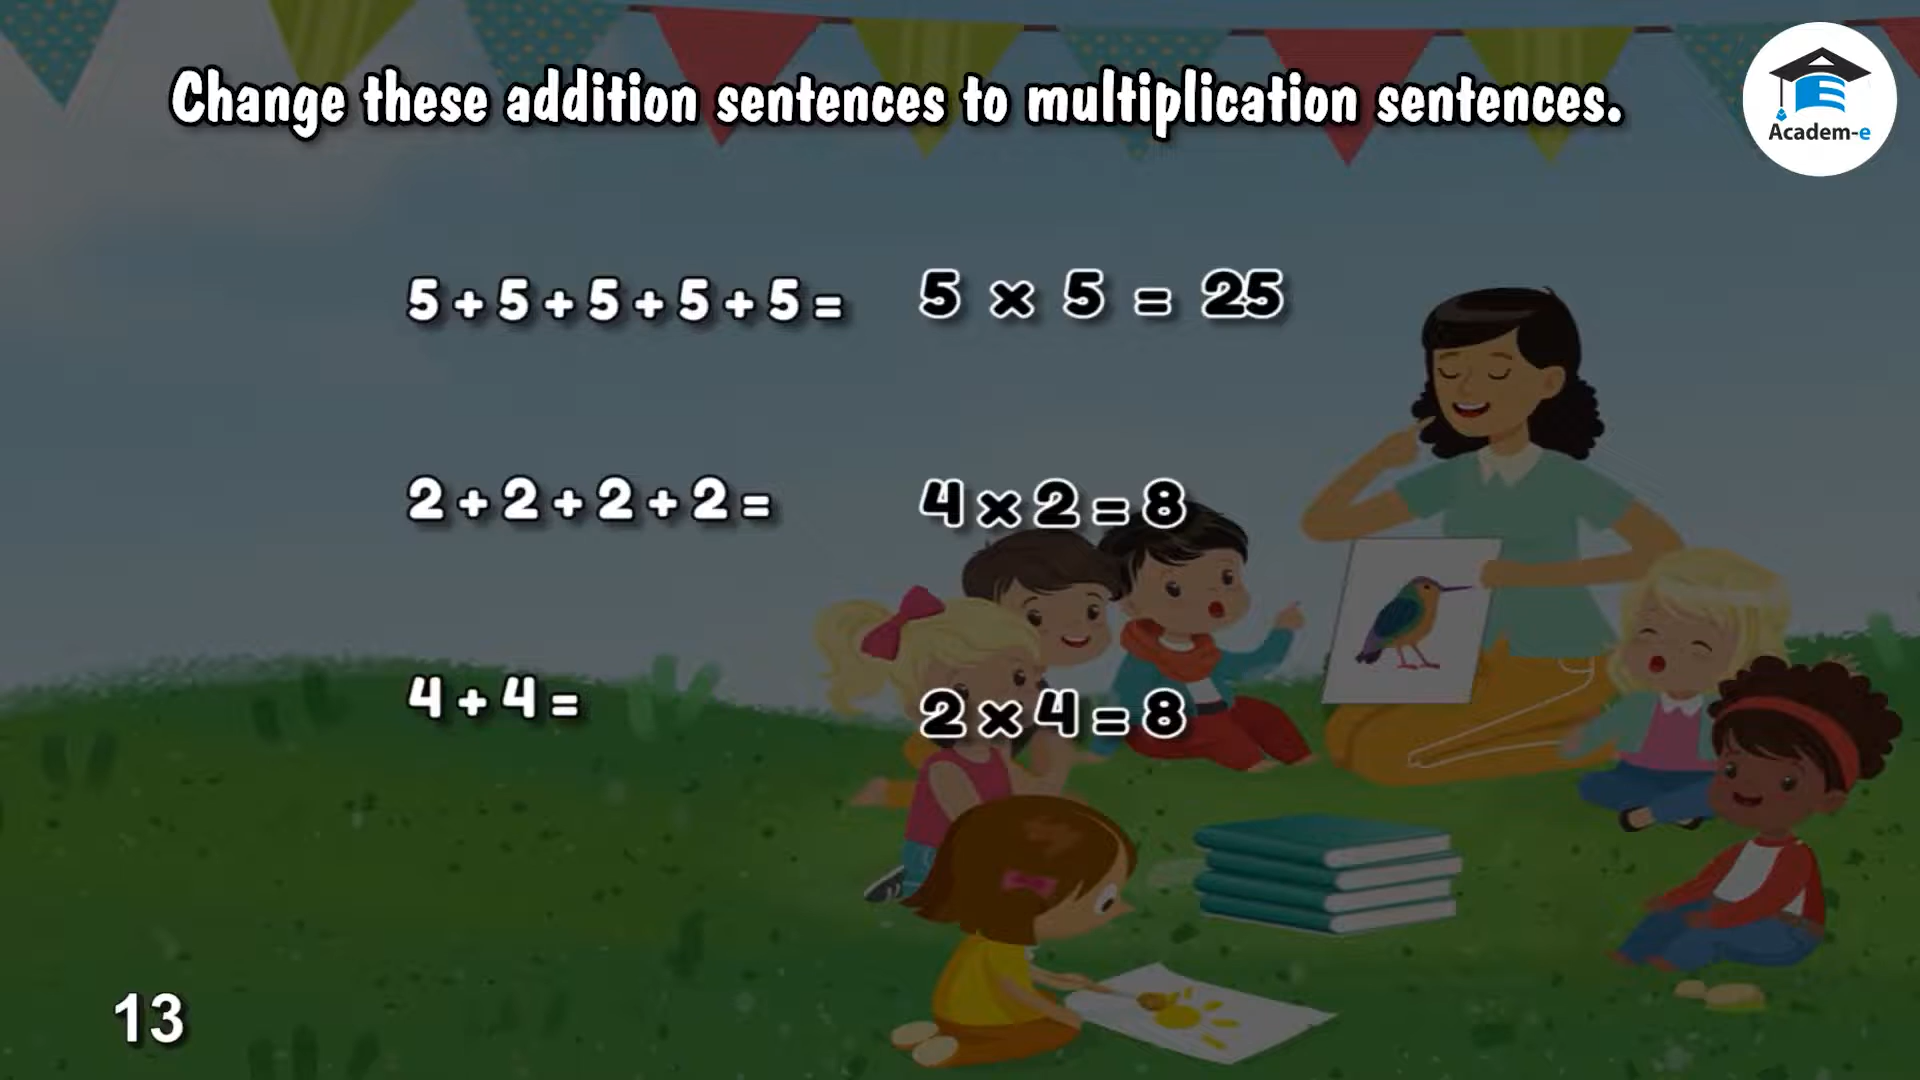 Change these addition sentences to multiplication sentences.
Academ-e
5 + 5 + 5 + 5 + 5 = 5 × 5 = 25
2 + 2 + 2 + 2 = 4 × 2 = 8
4 + 4 = 2 × 4 = 8
13